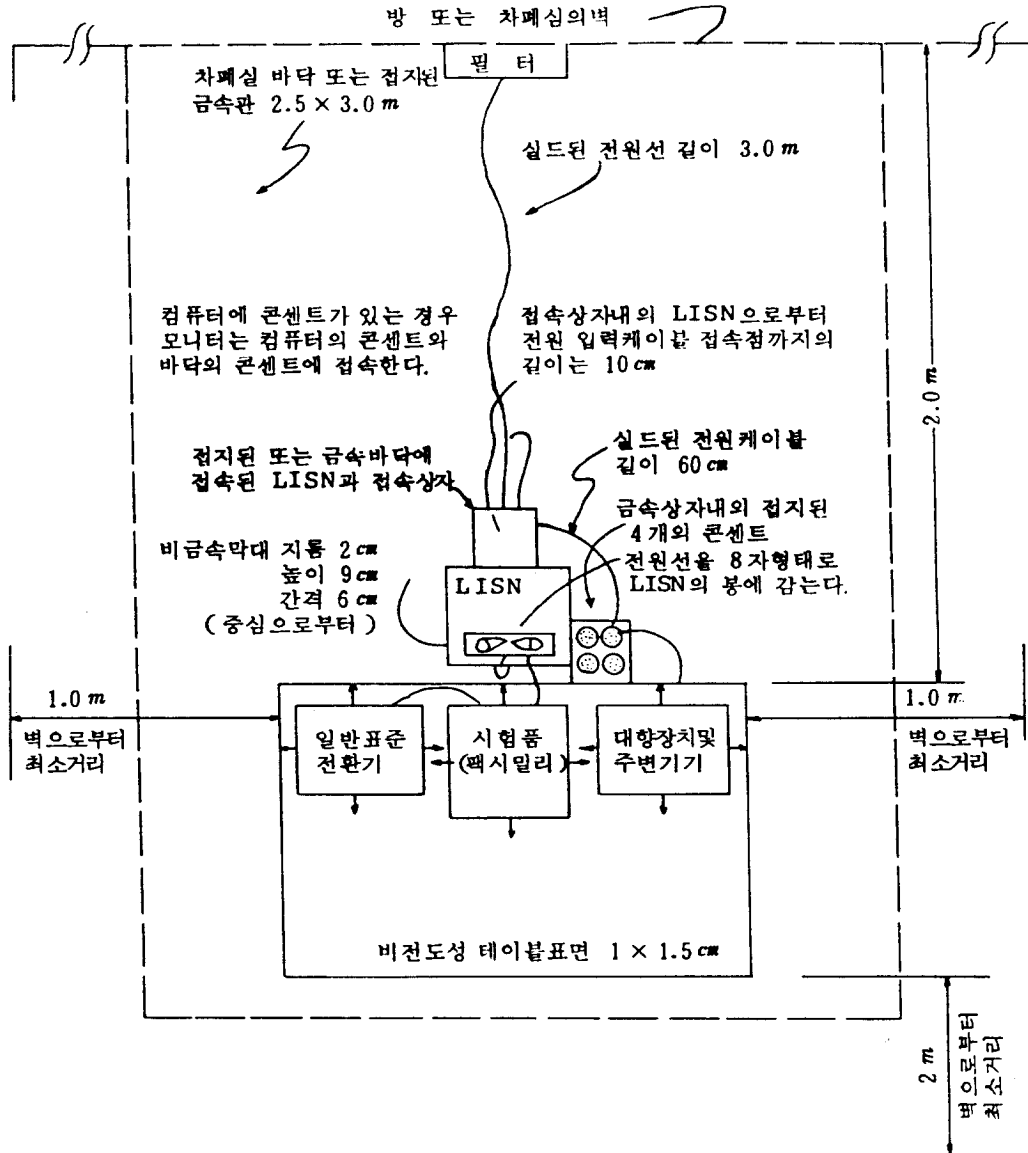 방 또는 차폐심의벽
필 터
차폐실 바닥 또는 접지된
금속판 2.5 × 3.0 m
실드된 전원선 길이 3.0 m
컴퓨터에 콘센트가 있는 경우
모니터는 컴퓨터의 콘센트와
바닥의 콘센트에 접속한다.
접속상자내의 LISN으로부터
전원 입력케이블 접속점까지의
길이는 10 cm
2.0 m
접지된 또는 금속바닥에
접속된 LISN과 접속상자
실드된 전원케이블
길이 60 cm
금속상자내의 접지된
4 개의 콘센트
비금속막대 지름 2 cm
높이 9 cm
간격 6 cm
( 중심으로부터 )
LISN
전원선을 8 자형태로
LISN의 봉에 감는다.
1.0 m
벽으로부터
최소거리
일반표준
전환기
시험품
(팩시밀리)
대향장치및
주변기기
1.0 m
벽으로부터
최소거리
비전도성 테이블표면 1 × 1.5 cm
2 m
벽으로부터
최소거리